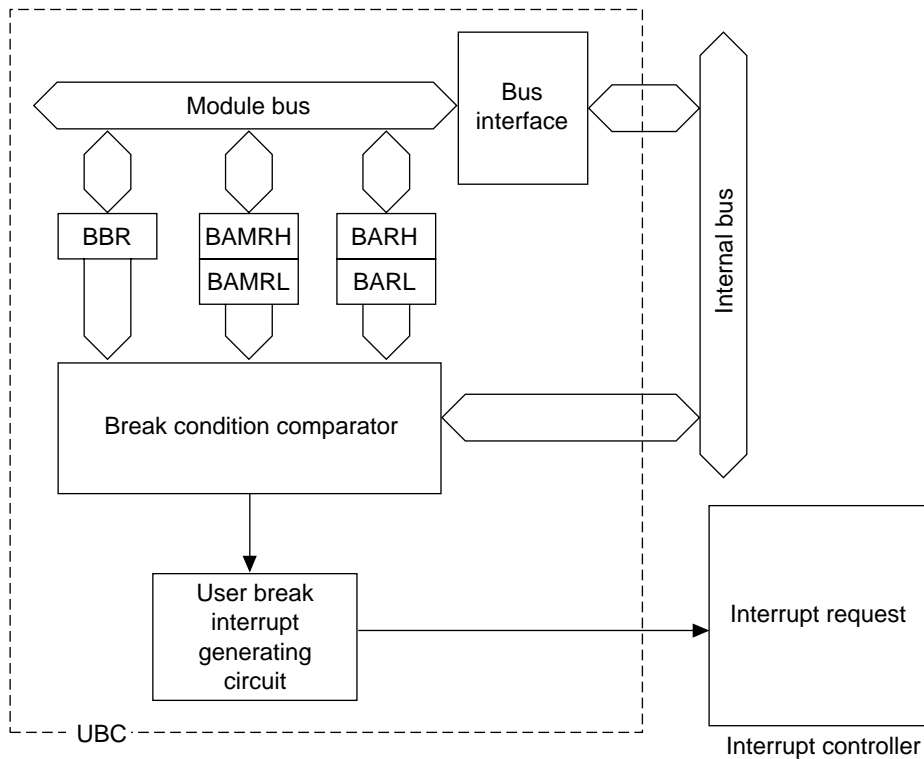 Module bus
Bus
interface
Internal bus
BBR
BAMRH
BARH
BAMRL
BARL
Break condition comparator
User break
interrupt
generating
circuit
Interrupt request
UBC
Interrupt controller